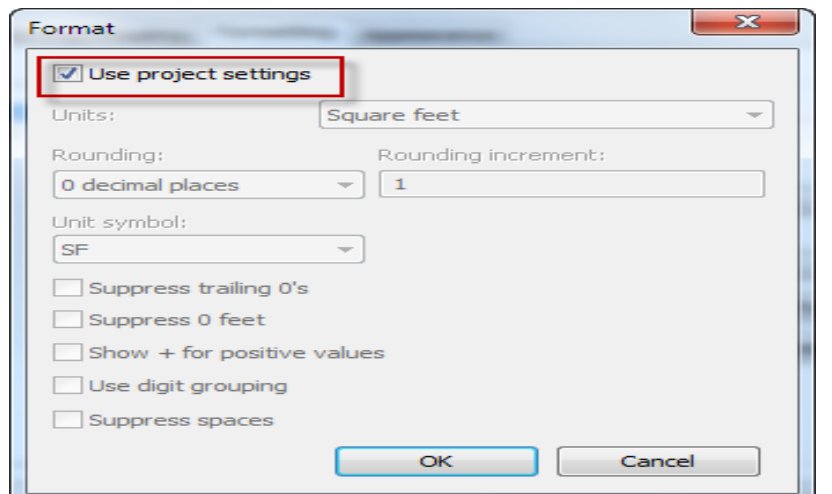 Format
Use project settings
Units: Square feet
Rounding: Rounding increment:
0 decimal places 1
Unit symbol:
SF
Suppress trailing 0's
Suppress 0 feet
Show + for positive values
Use digit grouping
Suppress spaces
OK Cancel